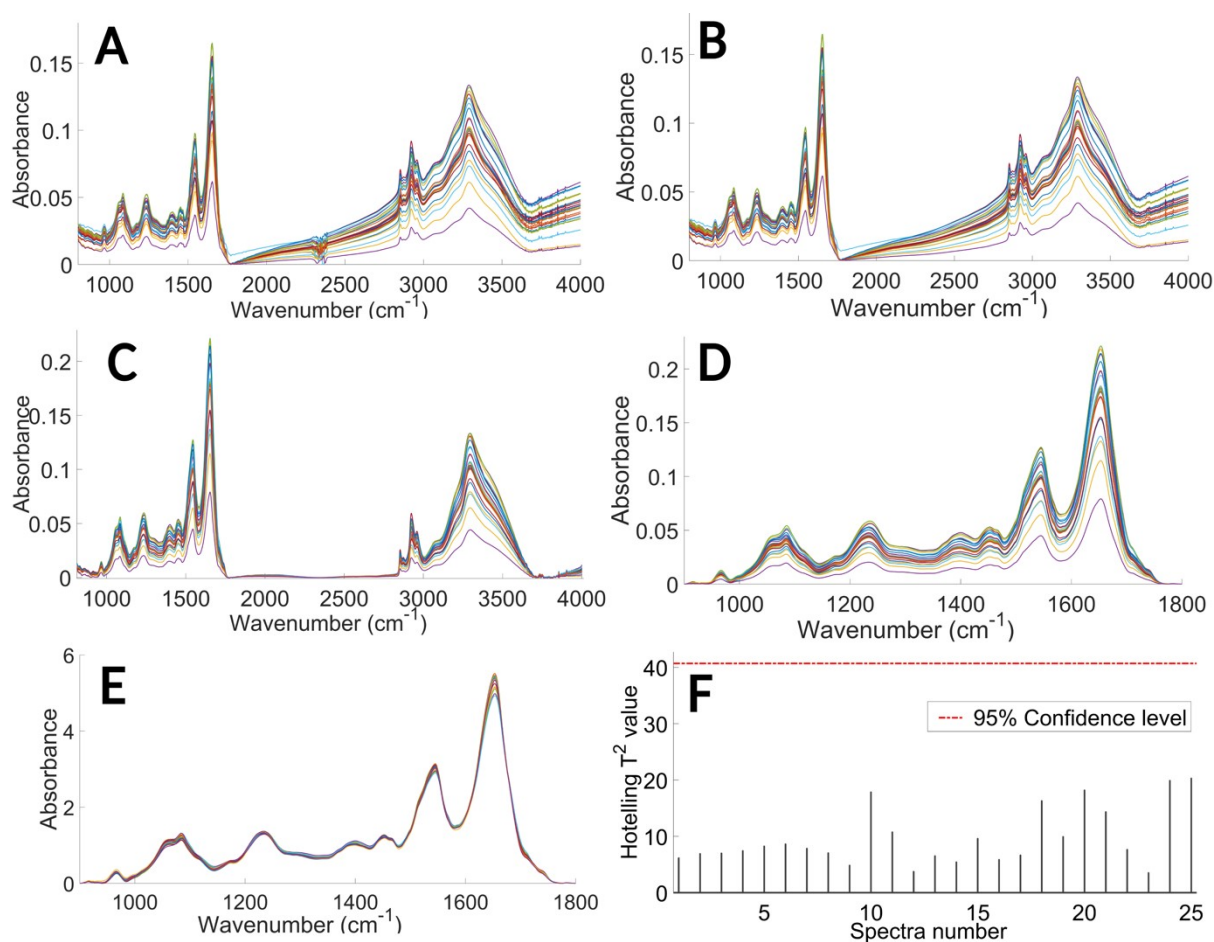 A
0.15
0.1
0.05
0
Absorbance
1000 1500 2000 2500 3000 3500 4000
Wavenumber (cm⁻¹)
B
0.15
0.1
0.05
0
Absorbance
1000 1500 2000 2500 3000 3500 4000
Wavenumber (cm⁻¹)
C
0.2
0.15
0.1
0.05
0
Absorbance
1000 1500 2000 2500 3000 3500 4000
Wavenumber (cm⁻¹)
D
0.2
0.15
0.1
0.05
0
Absorbance
1000 1200 1400 1600 1800
Wavenumber (cm⁻¹)
E
6
4
2
0
Absorbance
1000 1200 1400 1600 1800
Wavenumber (cm⁻¹)
F
40
30
20
10
0
Hotelling T² value
95% Confidence level
5 10 15 20 25
Spectra number